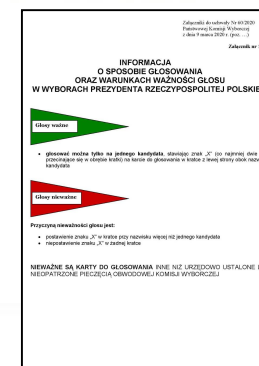 Załączniki do uchwały Nr 60/2020
Państwowej Komisji Wyborczej
z dnia 9 marca 2020 r. (poz. …)
Załącznik nr
INFORMACJA
O SPOSOBIE GŁOSOWANIA
ORAZ WARUNKACH WAŻNOŚCI GŁOSU
W WYBORACH PREZYDENTA RZECZYPOSPOLITEJ POLSKIE
Głosy ważne
• głosować można tylko na jednego kandydata, stawiając znak „X” (co najmniej dwie
przecinające się w obrębie kratki) na karcie do głosowania w kratce z lewej strony obok nazw
kandydata
Głosy nieważne
Przyczyną nieważności głosu jest:
• postawienie znaku „X” w kratce przy nazwisku więcej niż jednego kandydata
• niepostawienie znaku „X” w żadnej kratce
NIEWAŻNE SĄ KARTY DO GŁOSOWANIA INNE NIŻ URZĘDOWO USTALONE
NIEOPATRZONE PIECZĘCIĄ OBWODOWEJ KOMISJI WYBORCZEJ